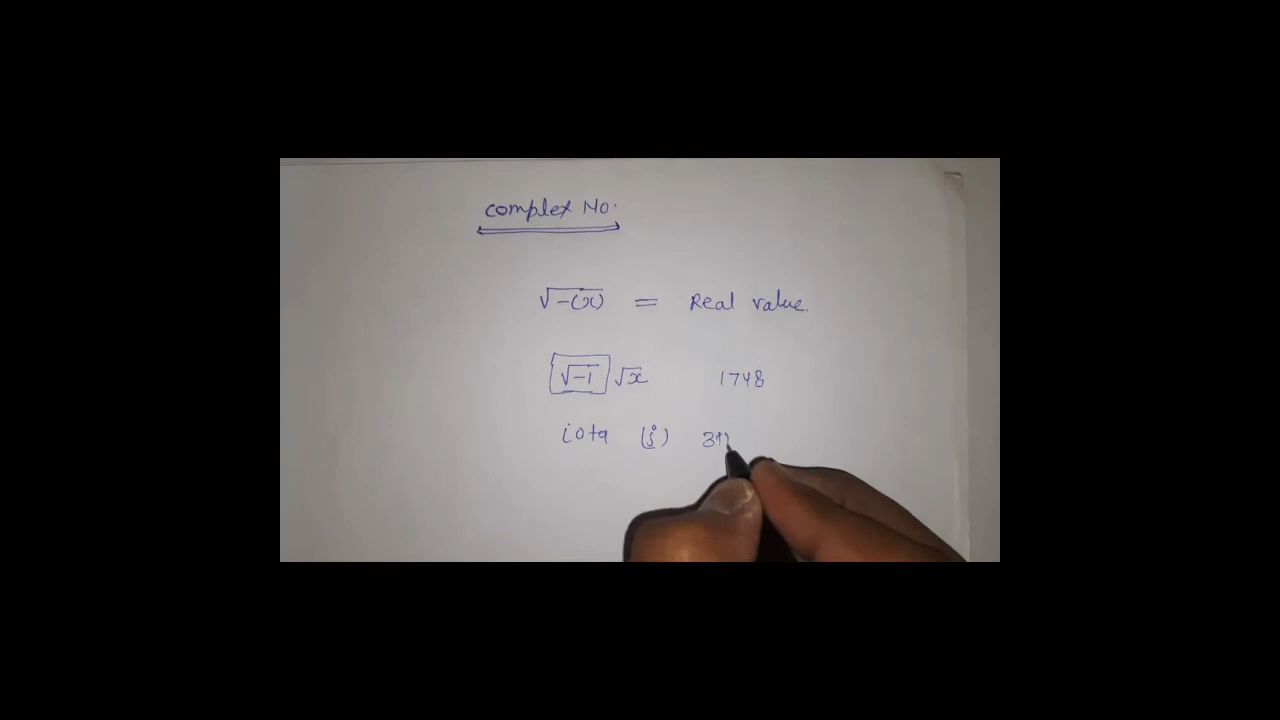 complex No.
√-(x) = Real value.
√-1 √x 1748
iota (i)